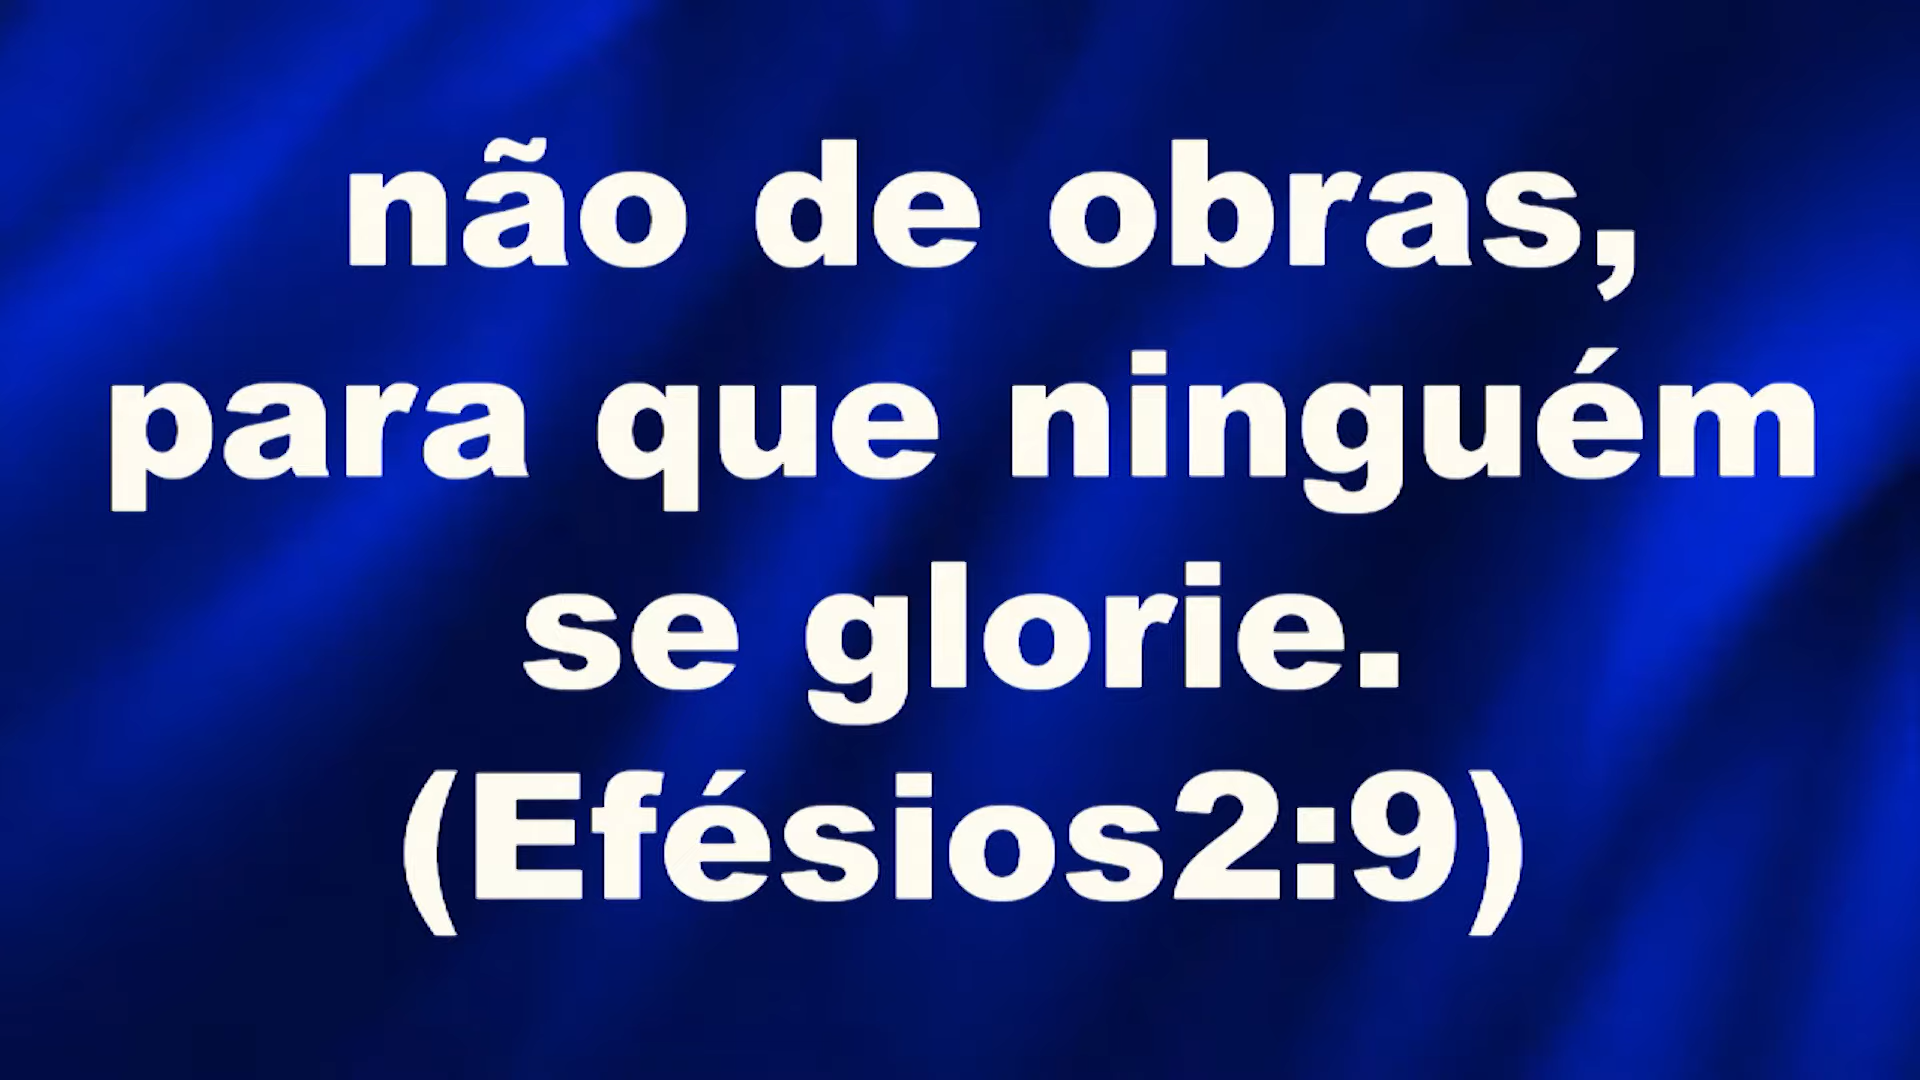 não de obras,
para que ninguém
se glorie.
(Efésios2:9)